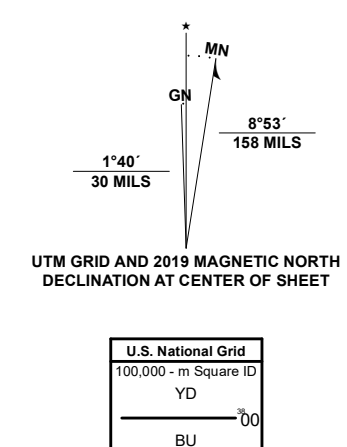 ★
MN
GN
8°53´
158 MILS
1°40´
30 MILS
UTM GRID AND 2019 MAGNETIC NORTH
DECLINATION AT CENTER OF SHEET
U.S. National Grid
100,000 - m Square ID
YD
3800
BU